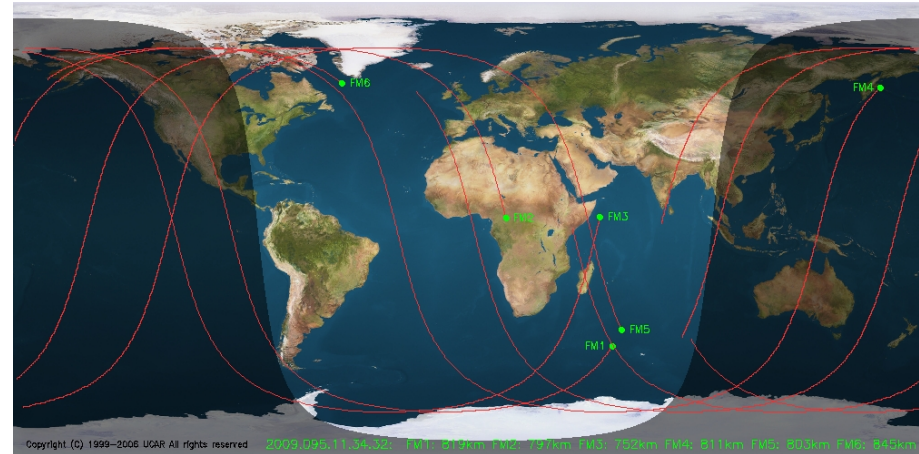 FM6
FM4
FM2
FM3
FM5
FM1
Copyright (C) 1999-2006 UCAR All rights reserved
2009.095.11.34.32: FM1: 819km FM2: 797km FM3: 752km FM4: 811km FM5: 803km FM6: 845km